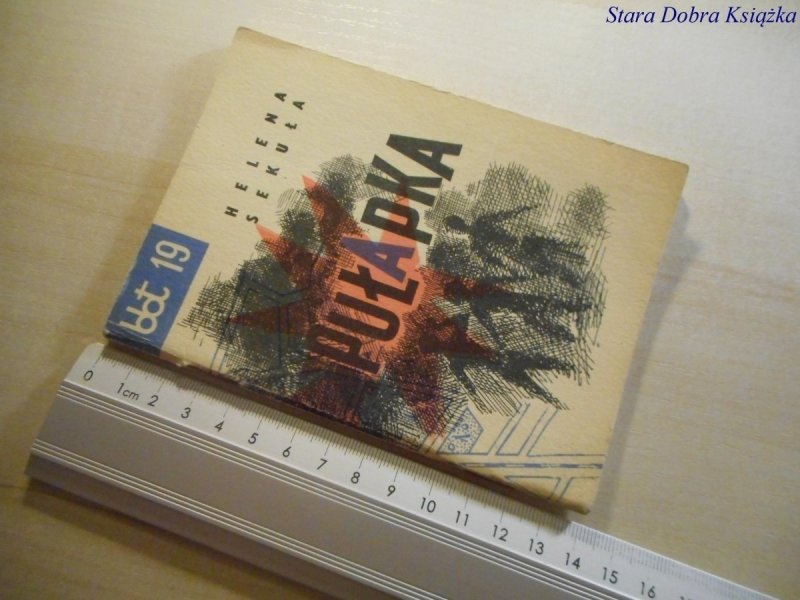 Stara Dobra Książka
HELENA
SEKUŁA
PUŁAPKA
bbt 19
0 1cm 2 3 4 5 6 7 8 9 10 11 12 13 14 15 16